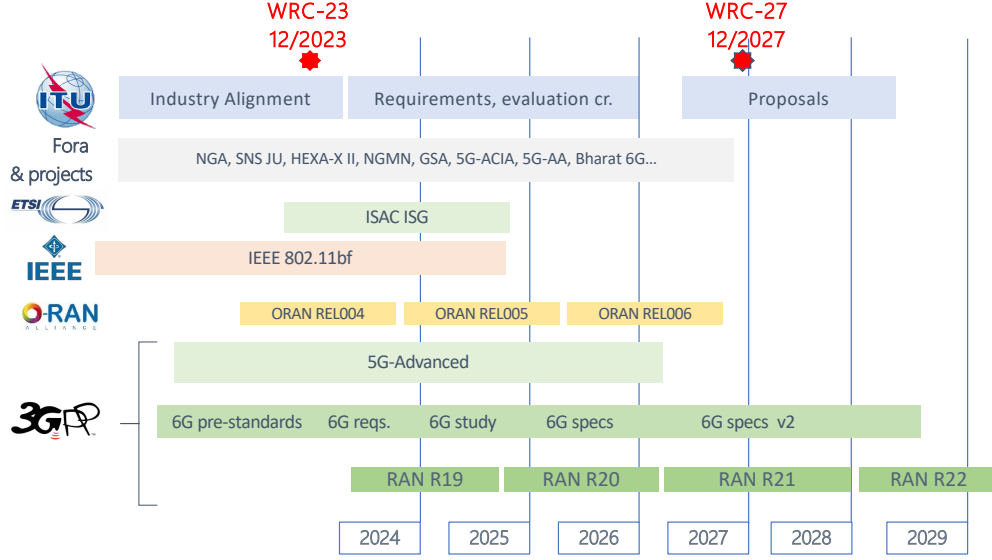 WRC-23
12/2023
WRC-27
12/2027
ITU
Industry Alignment
Requirements, evaluation cr.
Proposals
Fora
& projects
NGA, SNS JU, HEXA-X II, NGMN, GSA, 5G-ACIA, 5G-AA, Bharat 6G...
ETSI
ISAC ISG
IEEE
IEEE 802.11bf
O-RAN
ALLIANCE
ORAN REL004
ORAN REL005
ORAN REL006
5G-Advanced
3GPP
TM
6G pre-standards
6G reqs.
6G study
6G specs
6G specs v2
RAN R19
RAN R20
RAN R21
RAN R22
2024
2025
2026
2027
2028
2029